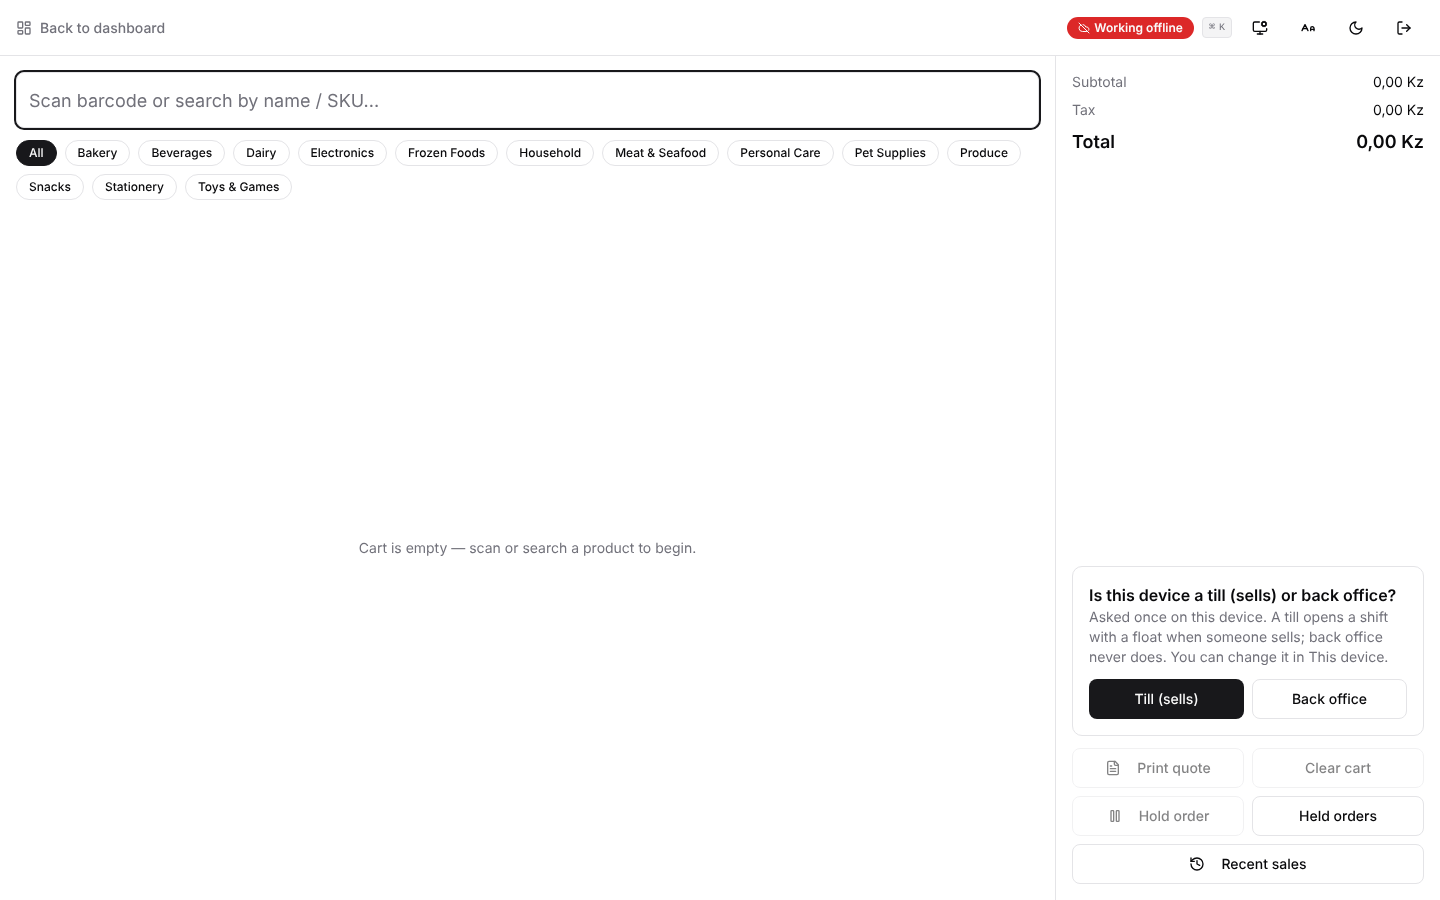 Back to dashboard
Working offline
⌘ K
Scan barcode or search by name / SKU...
All
Bakery
Beverages
Dairy
Electronics
Frozen Foods
Household
Meat & Seafood
Personal Care
Pet Supplies
Produce
Snacks
Stationery
Toys & Games
Cart is empty — scan or search a product to begin.
Subtotal 0,00 Kz
Tax 0,00 Kz
Total 0,00 Kz
Is this device a till (sells) or back office?
Asked once on this device. A till opens a shift
with a float when someone sells; back office
never does. You can change it in This device.
Till (sells)
Back office
Print quote
Clear cart
Hold order
Held orders
Recent sales